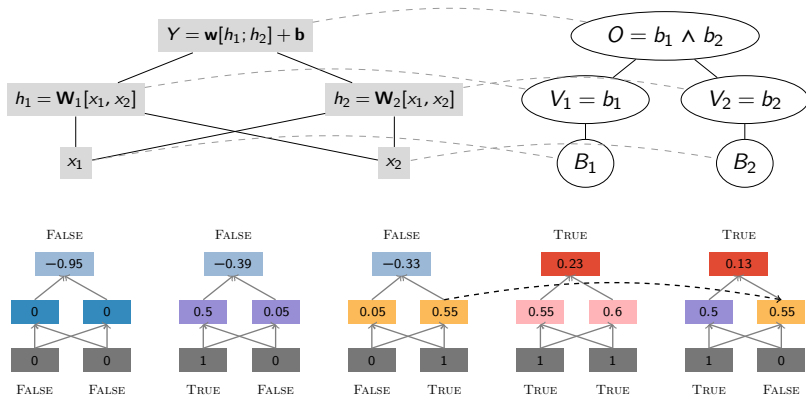 Y = w[h₁; h₂] + b
O = b₁ ∧ b₂
h₁ = W₁[x₁, x₂]
h₂ = W₂[x₁, x₂]
V₁ = b₁
V₂ = b₂
x₁
x₂
B₁
B₂
FALSE FALSE FALSE TRUE TRUE
−0.95 −0.39 −0.33 0.23 0.13
0 0 0.5 0.05 0.05 0.55 0.55 0.6 0.5 0.55
0 0 1 0 0 1 1 1 1 0
FALSE FALSE TRUE FALSE FALSE TRUE TRUE TRUE TRUE FALSE